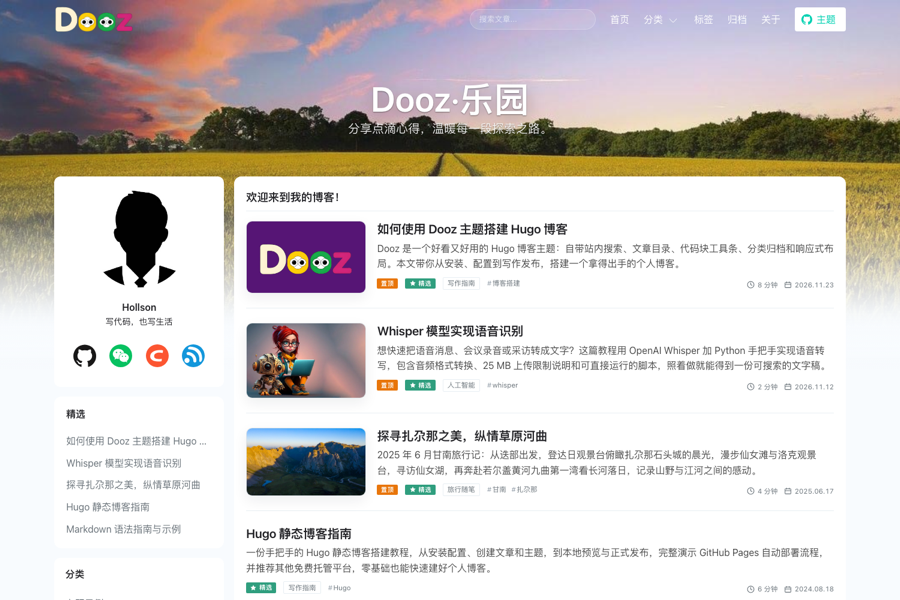 Dooz
搜索文章...
首页 分类 标签 归档 关于 主题
Dooz·乐园
分享点滴心得，温暖每一段探索之路。
Hollson
写代码，也写生活
精选
如何使用 Dooz 主题搭建 Hugo ...
Whisper 模型实现语音识别
探寻扎尕那之美，纵情草原河曲
Hugo 静态博客指南
Markdown 语法指南与示例
分类
欢迎来到我的博客！
Dooz
如何使用 Dooz 主题搭建 Hugo 博客
Dooz 是一个好看又好用的 Hugo 博客主题：自带站内搜索、文章目录、代码块工具条、分类归档和响应式布
局。本文带你从安装、配置到写作发布，搭建一个拿得出手的个人博客。
置顶 ★ 精选 写作指南 #博客搭建 8 分钟 2026.11.23
Whisper 模型实现语音识别
想快速把语音消息、会议录音或采访转成文字？这篇教程用 OpenAI Whisper 加 Python 手把手实现语音转
写，包含音频格式转换、25 MB 上传限制说明和可直接运行的脚本，照着做就能得到一份可搜索的文字稿。
置顶 ★ 精选 人工智能 #whisper 2 分钟 2026.11.12
探寻扎尕那之美，纵情草原河曲
2025 年 6 月甘南旅行记：从迭部出发，登达日观景台俯瞰扎尕那石头城的晨光，漫步仙女滩与洛克观景
台，寻访仙女湖，再奔赴若尔盖黄河九曲第一湾看长河落日，记录山野与江河之间的感动。
置顶 ★ 精选 旅行随笔 #甘南 #扎尕那 4 分钟 2025.06.17
Hugo 静态博客指南
一份手把手的 Hugo 静态博客搭建教程，从安装配置、创建文章和主题，到本地预览与正式发布，完整演示 GitHub Pages 自动部署流程，
并推荐其他免费托管平台，零基础也能快速建好个人博客。
★ 精选 写作指南 #Hugo 6 分钟 2024.08.18